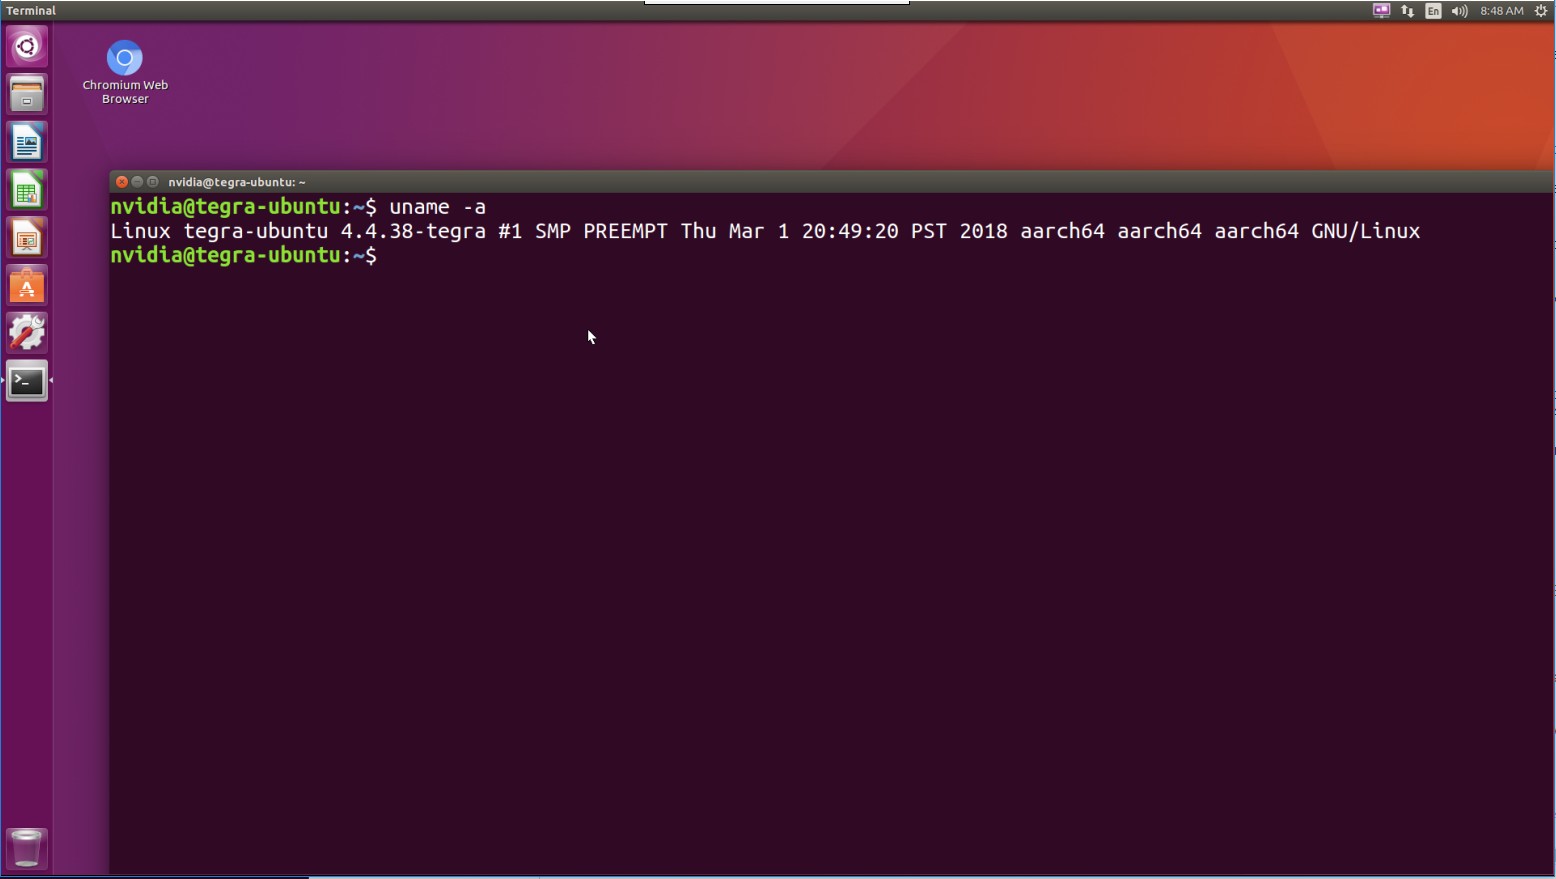 Terminal
En
8:48 AM
Chromium Web
Browser
nvidia@tegra-ubuntu: ~
nvidia@tegra-ubuntu:~$ uname -a
Linux tegra-ubuntu 4.4.38-tegra #1 SMP PREEMPT Thu Mar 1 20:49:20 PST 2018 aarch64 aarch64 aarch64 GNU/Linux
nvidia@tegra-ubuntu:~$